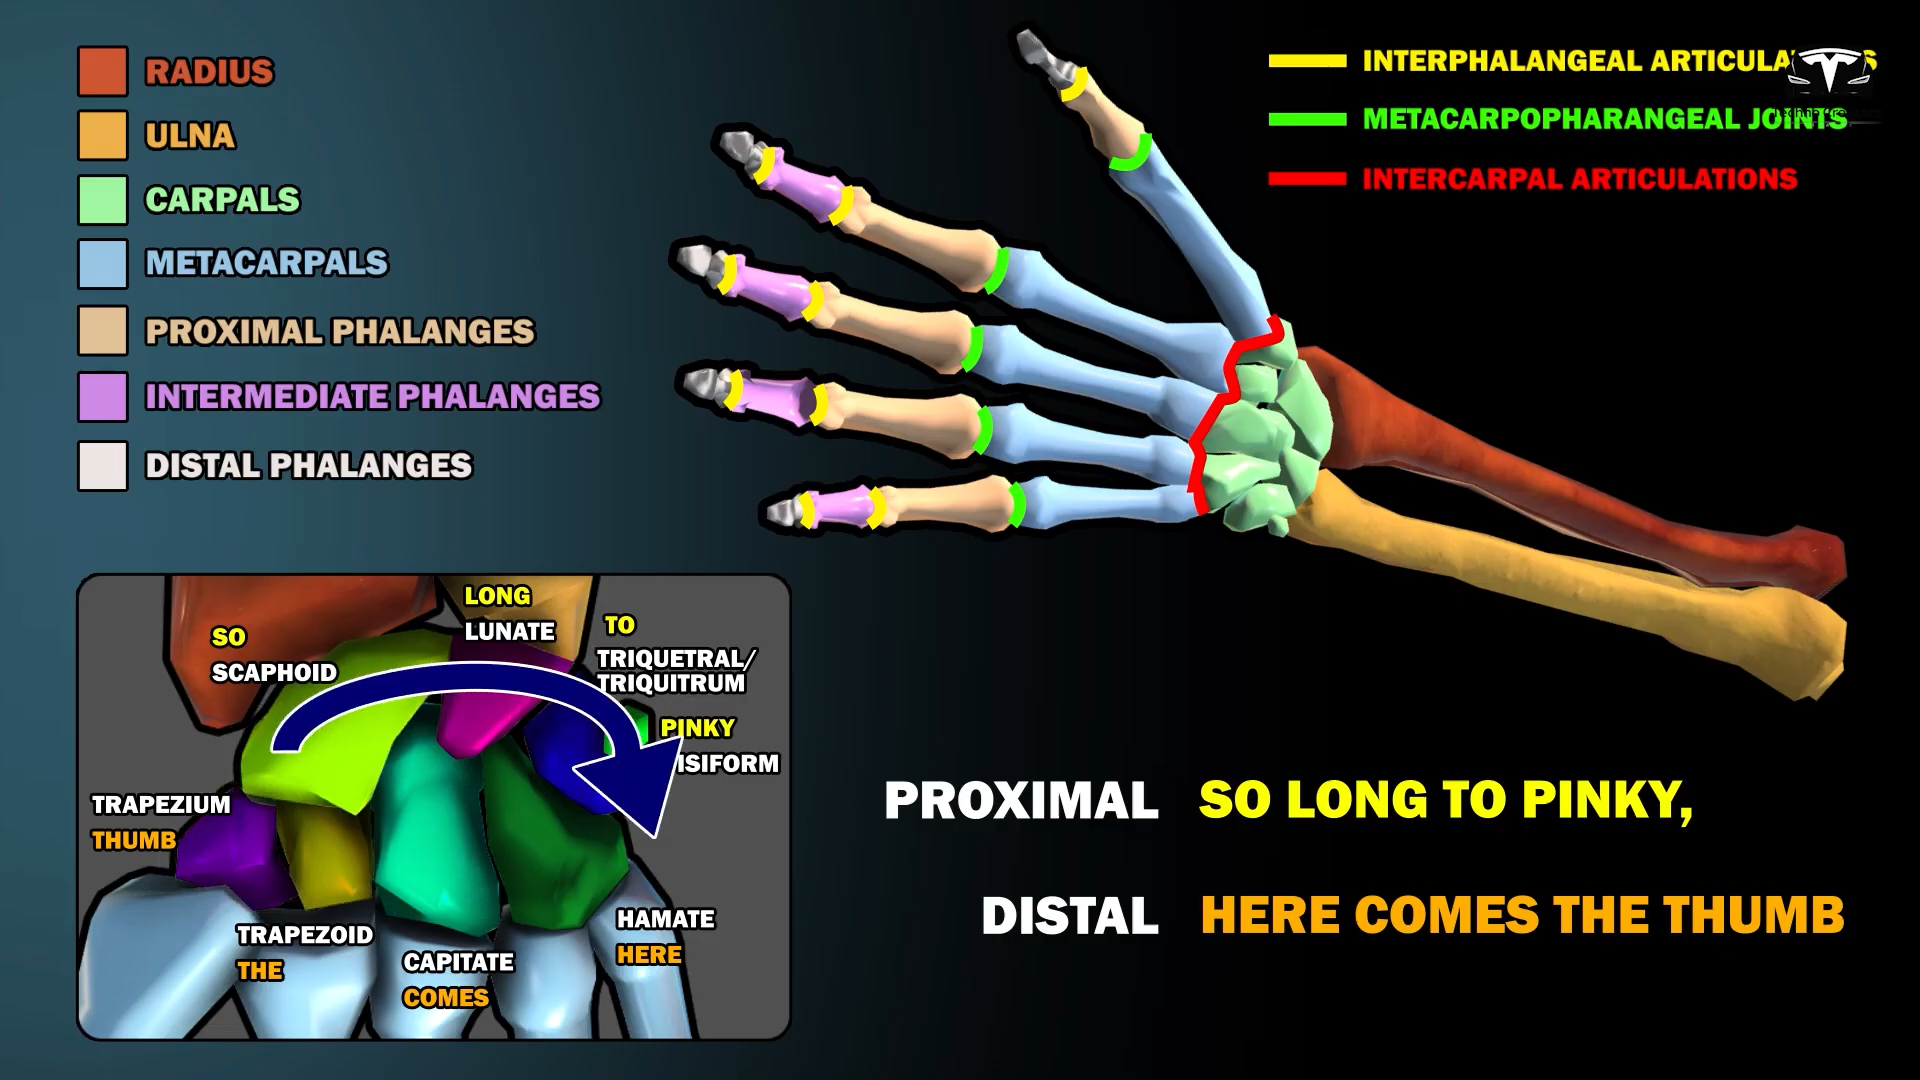 RADIUS
ULNA
CARPALS
METACARPALS
PROXIMAL PHALANGES
INTERMEDIATE PHALANGES
DISTAL PHALANGES
INTERPHALANGEAL
METACARPOPHARANGEAL JOINTS
INTERCARPAL ARTICULATIONS
SO
SCAPHOID
LONG
LUNATE
TO
TRIQUETRAL/
TRIQUITRUM
PINKY
ISIFORM
TRAPEZIUM
THUMB
TRAPEZOID
THE
CAPITATE
COMES
HAMATE
HERE
PROXIMAL SO LONG TO PINKY,
DISTAL HERE COMES THE THUMB